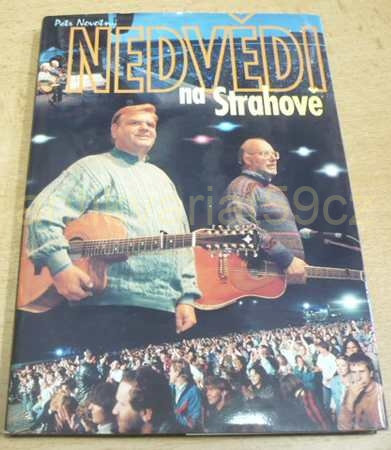 Petr Novotný
NEDVĚDI
na Strahově